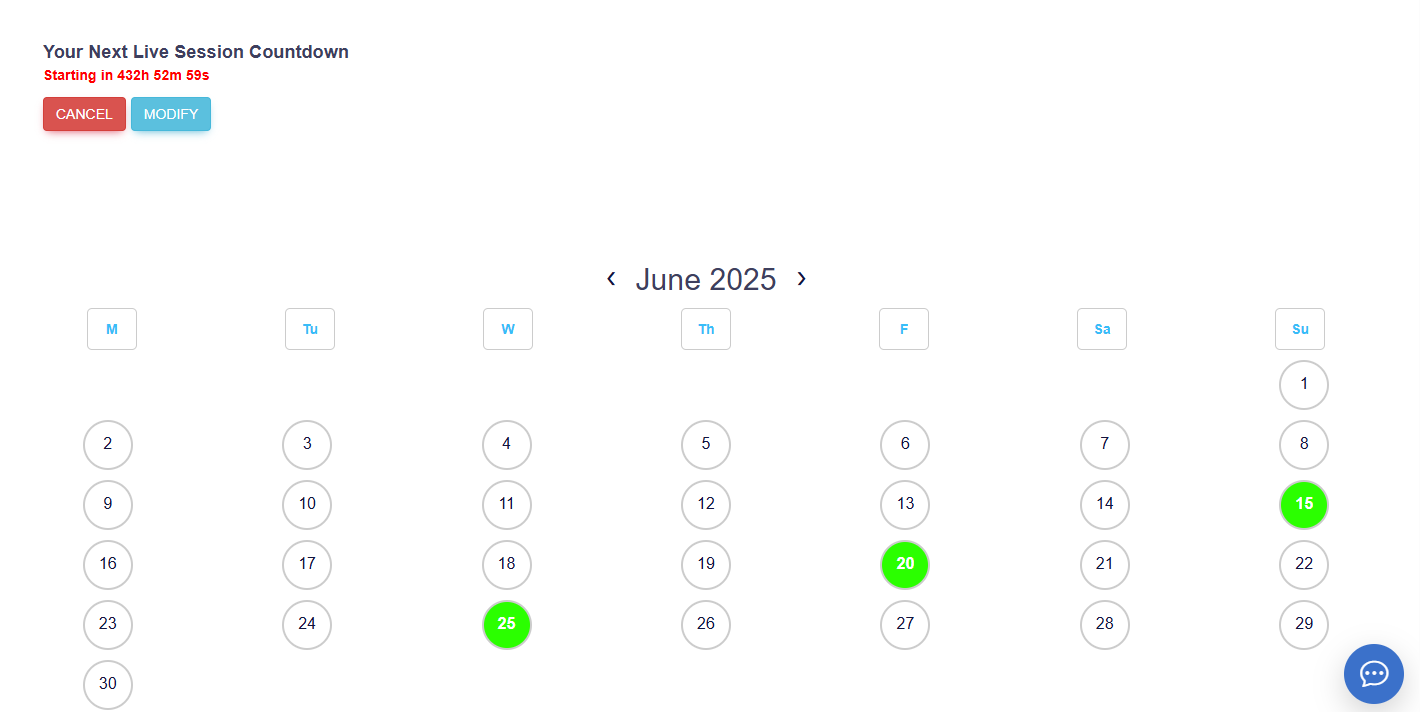 Your Next Live Session Countdown
Starting in 432h 52m 59s
CANCEL MODIFY
‹ June 2025 ›
M Tu W Th F Sa Su
1
2 3 4 5 6 7 8
9 10 11 12 13 14 15
16 17 18 19 20 21 22
23 24 25 26 27 28 29
30